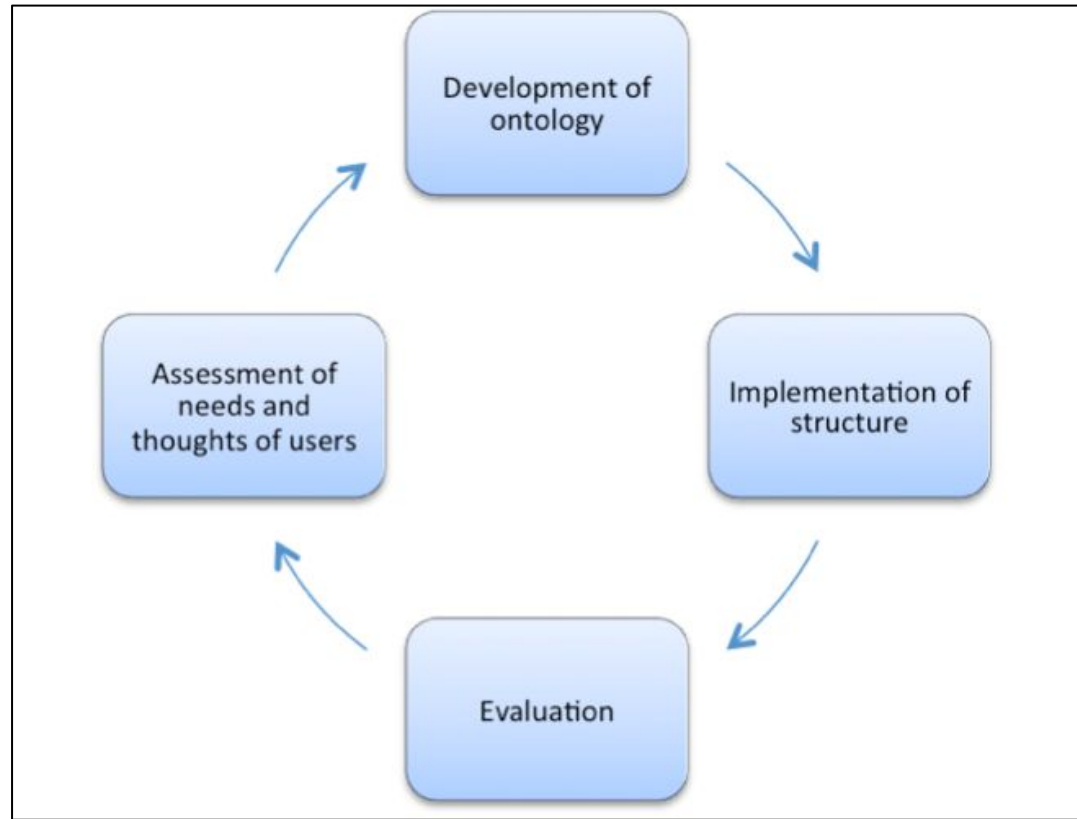 Development of
ontology
Implementation of
structure
Evaluation
Assessment of
needs and
thoughts of users